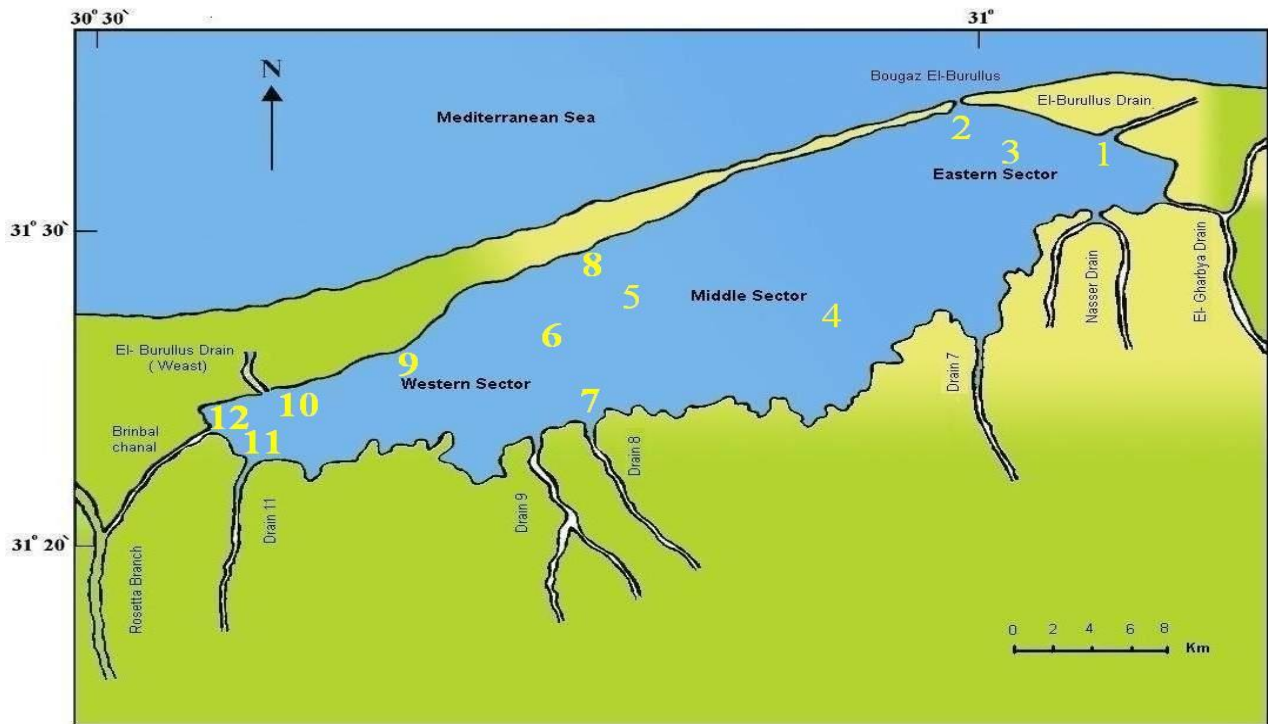 30° 30`
31°
N
Bougaz El-Burullus
El-Burullus Drain
Mediterranean Sea
2
3
1
Eastern Sector
31° 30`
8
5
Middle Sector
4
Nasser Drain
El- Gharbya Drain
6
El- Burullus Drain
( Weast)
9
Western Sector
Drain 7
10
12
7
11
Brinbal
chanal
Drain 8
Drain 9
Drain 11
31° 20`
Rosetta Branch
0 2 4 6 8
Km